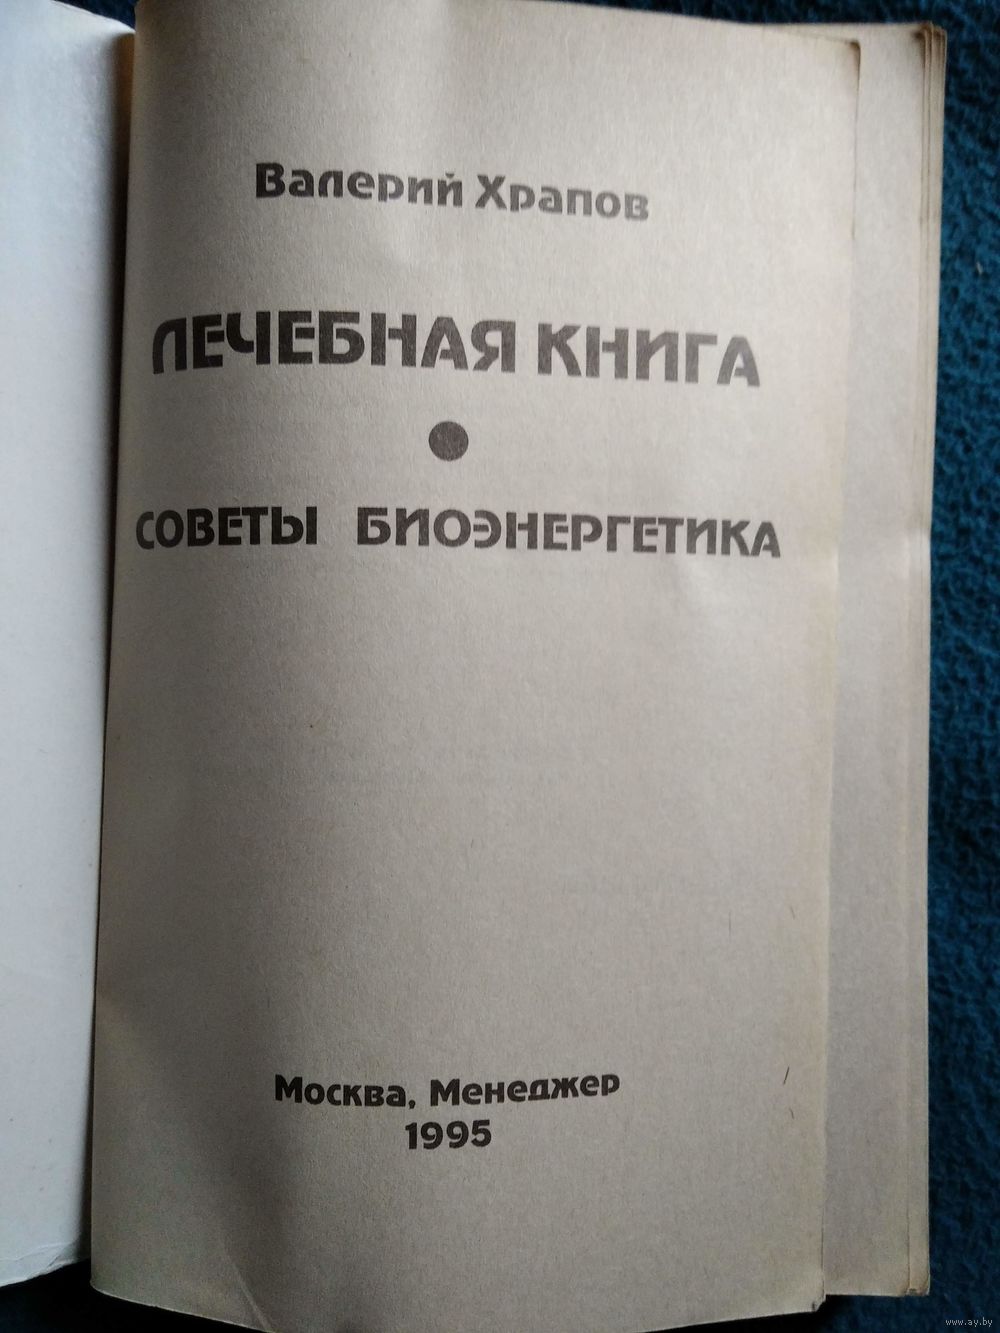 Валерий Храпов
ЛЕЧЕБНАЯ КНИГА
СОВЕТЫ БИОЭНЕРГЕТИКА
Москва, Менеджер
1995
www.ay.by